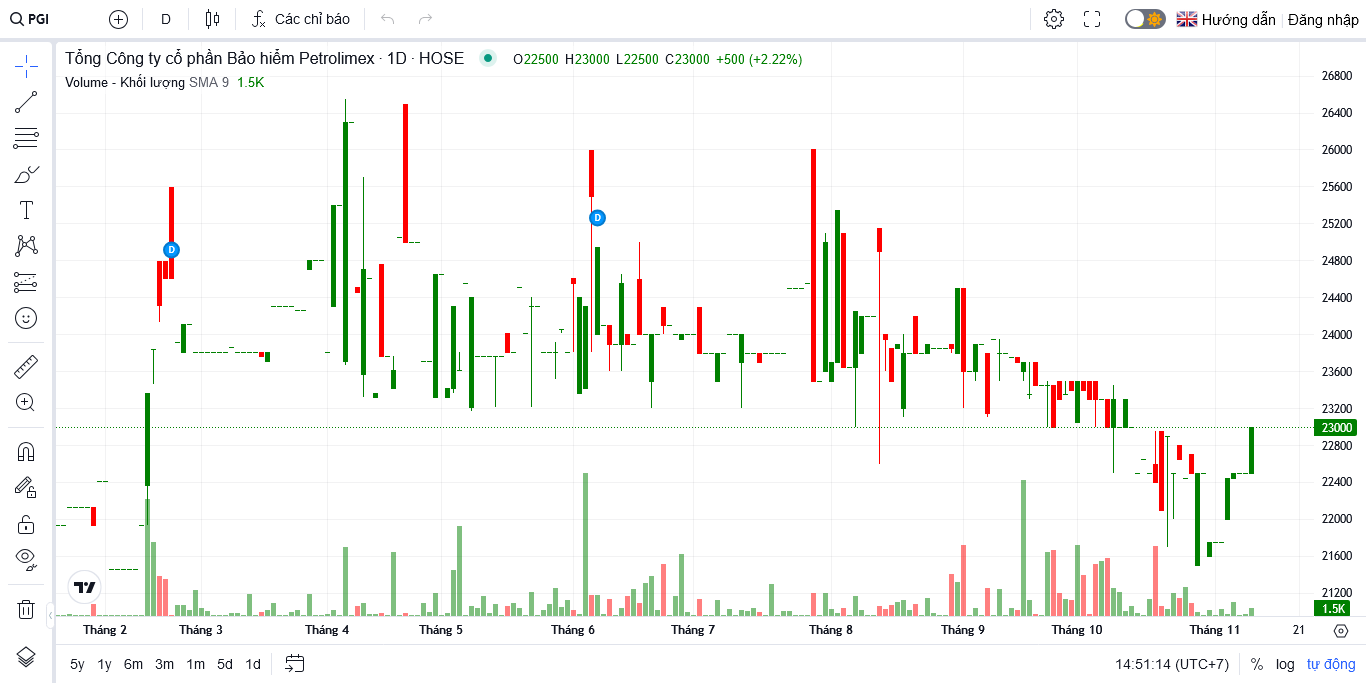 PGI D Các chỉ báo Hướng dẫn Đăng nhập
Tổng Công ty cổ phần Bảo hiểm Petrolimex · 1D · HOSE O22500 H23000 L22500 C23000 +500 (+2.22%)
Volume - Khối lượng SMA 9 1.5K
26800
26400
26000
25600
25200
24800
24400
24000
23600
23200
23000
22800
22400
22000
21600
21200
1.5K
D
D
Tháng 2 Tháng 3 Tháng 4 Tháng 5 Tháng 6 Tháng 7 Tháng 8 Tháng 9 Tháng 10 Tháng 11 21
5y 1y 6m 3m 1m 5d 1d 14:51:14 (UTC+7) % log tự động